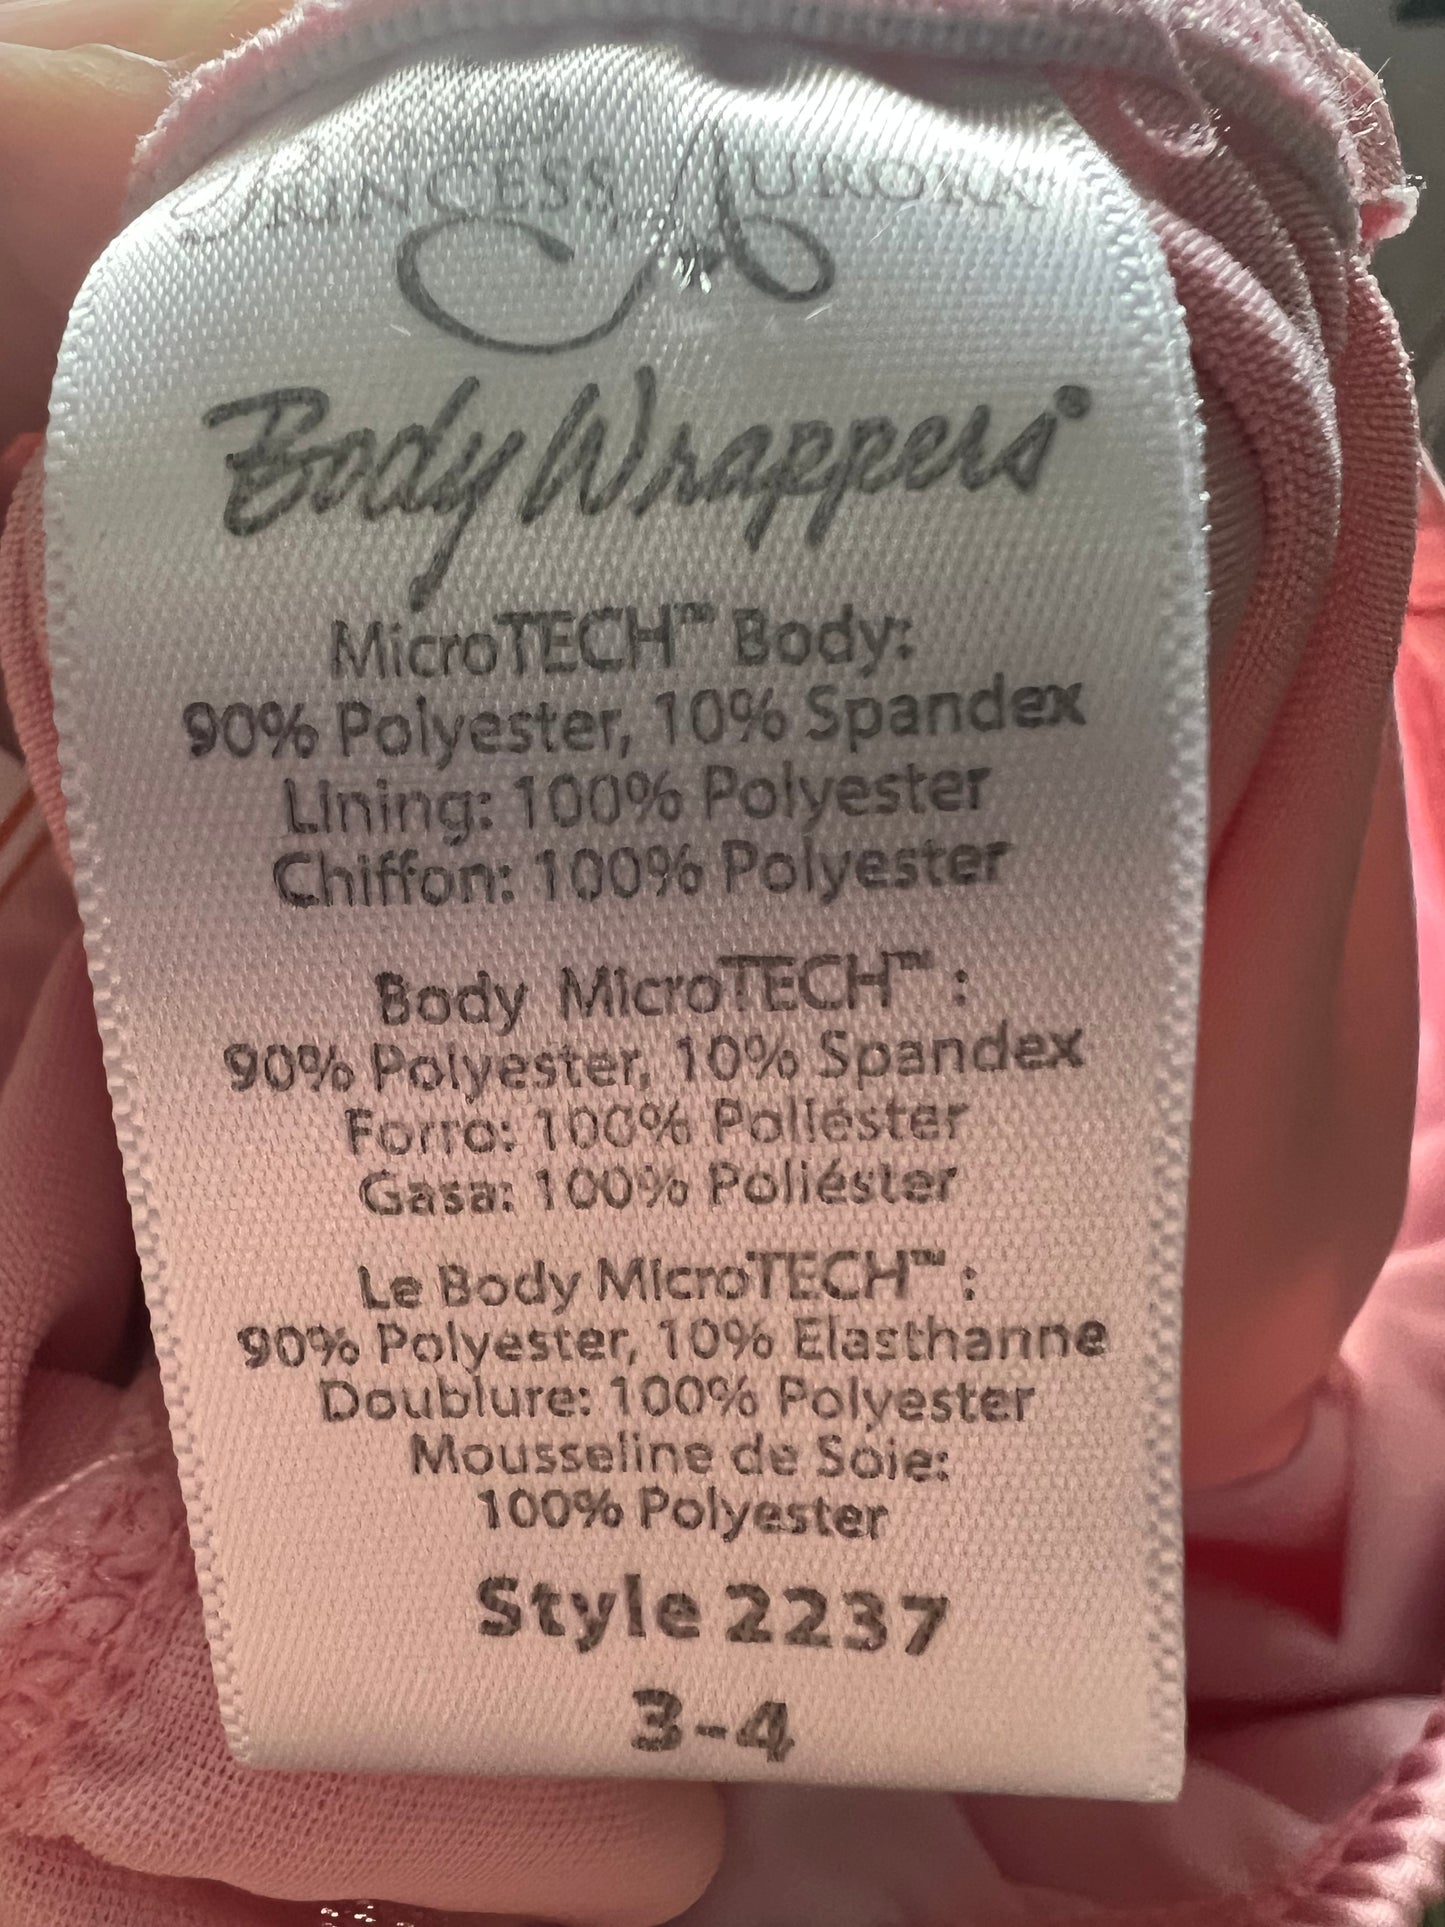 PRINCESS AURORA
Body Wrappers®
MicroTECH™ Body:
90% Polyester, 10% Spandex
Lining: 100% Polyester
Chiffon: 100% Polyester
Body MicroTECH™ :
90% Polyester, 10% Spandex
Forro: 100% Poliéster
Gasa: 100% Poliéster
Le Body MicroTECH™ :
90% Polyester, 10% Elasthanne
Doublure: 100% Polyester
Mousseline de Soie:
100% Polyester
Style 2237
3-4